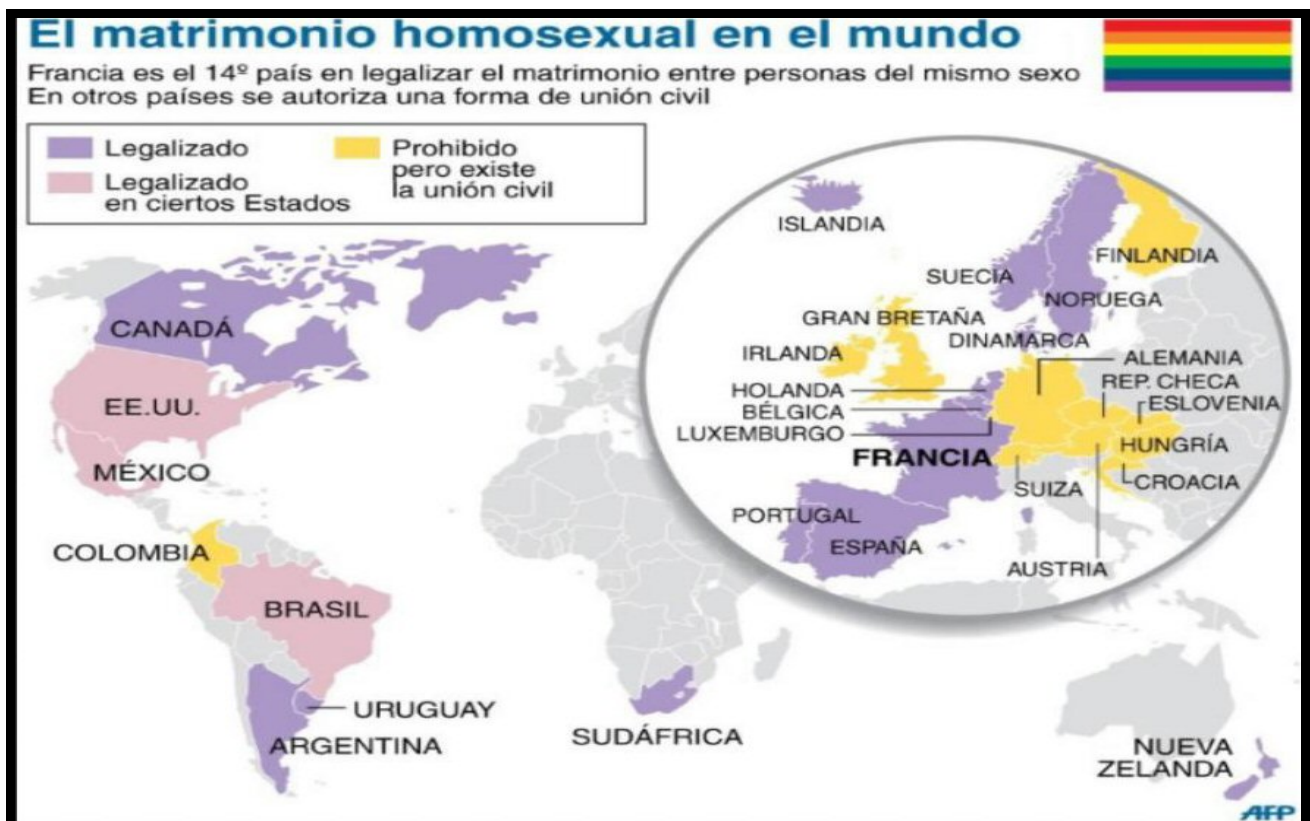 El matrimonio homosexual en el mundo
Francia es el 14º país en legalizar el matrimonio entre personas del mismo sexo
En otros países se autoriza una forma de unión civil
Legalizado
Legalizado
en ciertos Estados
Prohibido
pero existe
la unión civil
ISLANDIA
FINLANDIA
SUECIA
NORUEGA
GRAN BRETAÑA
DINAMARCA
IRLANDA
ALEMANIA
HOLANDA
REP. CHECA
BÉLGICA
ESLOVENIA
LUXEMBURGO
HUNGRÍA
FRANCIA
CROACIA
SUIZA
PORTUGAL
ESPAÑA
AUSTRIA
CANADÁ
EE.UU.
MÉXICO
COLOMBIA
BRASIL
URUGUAY
ARGENTINA
SUDÁFRICA
NUEVA
ZELANDA
AFP